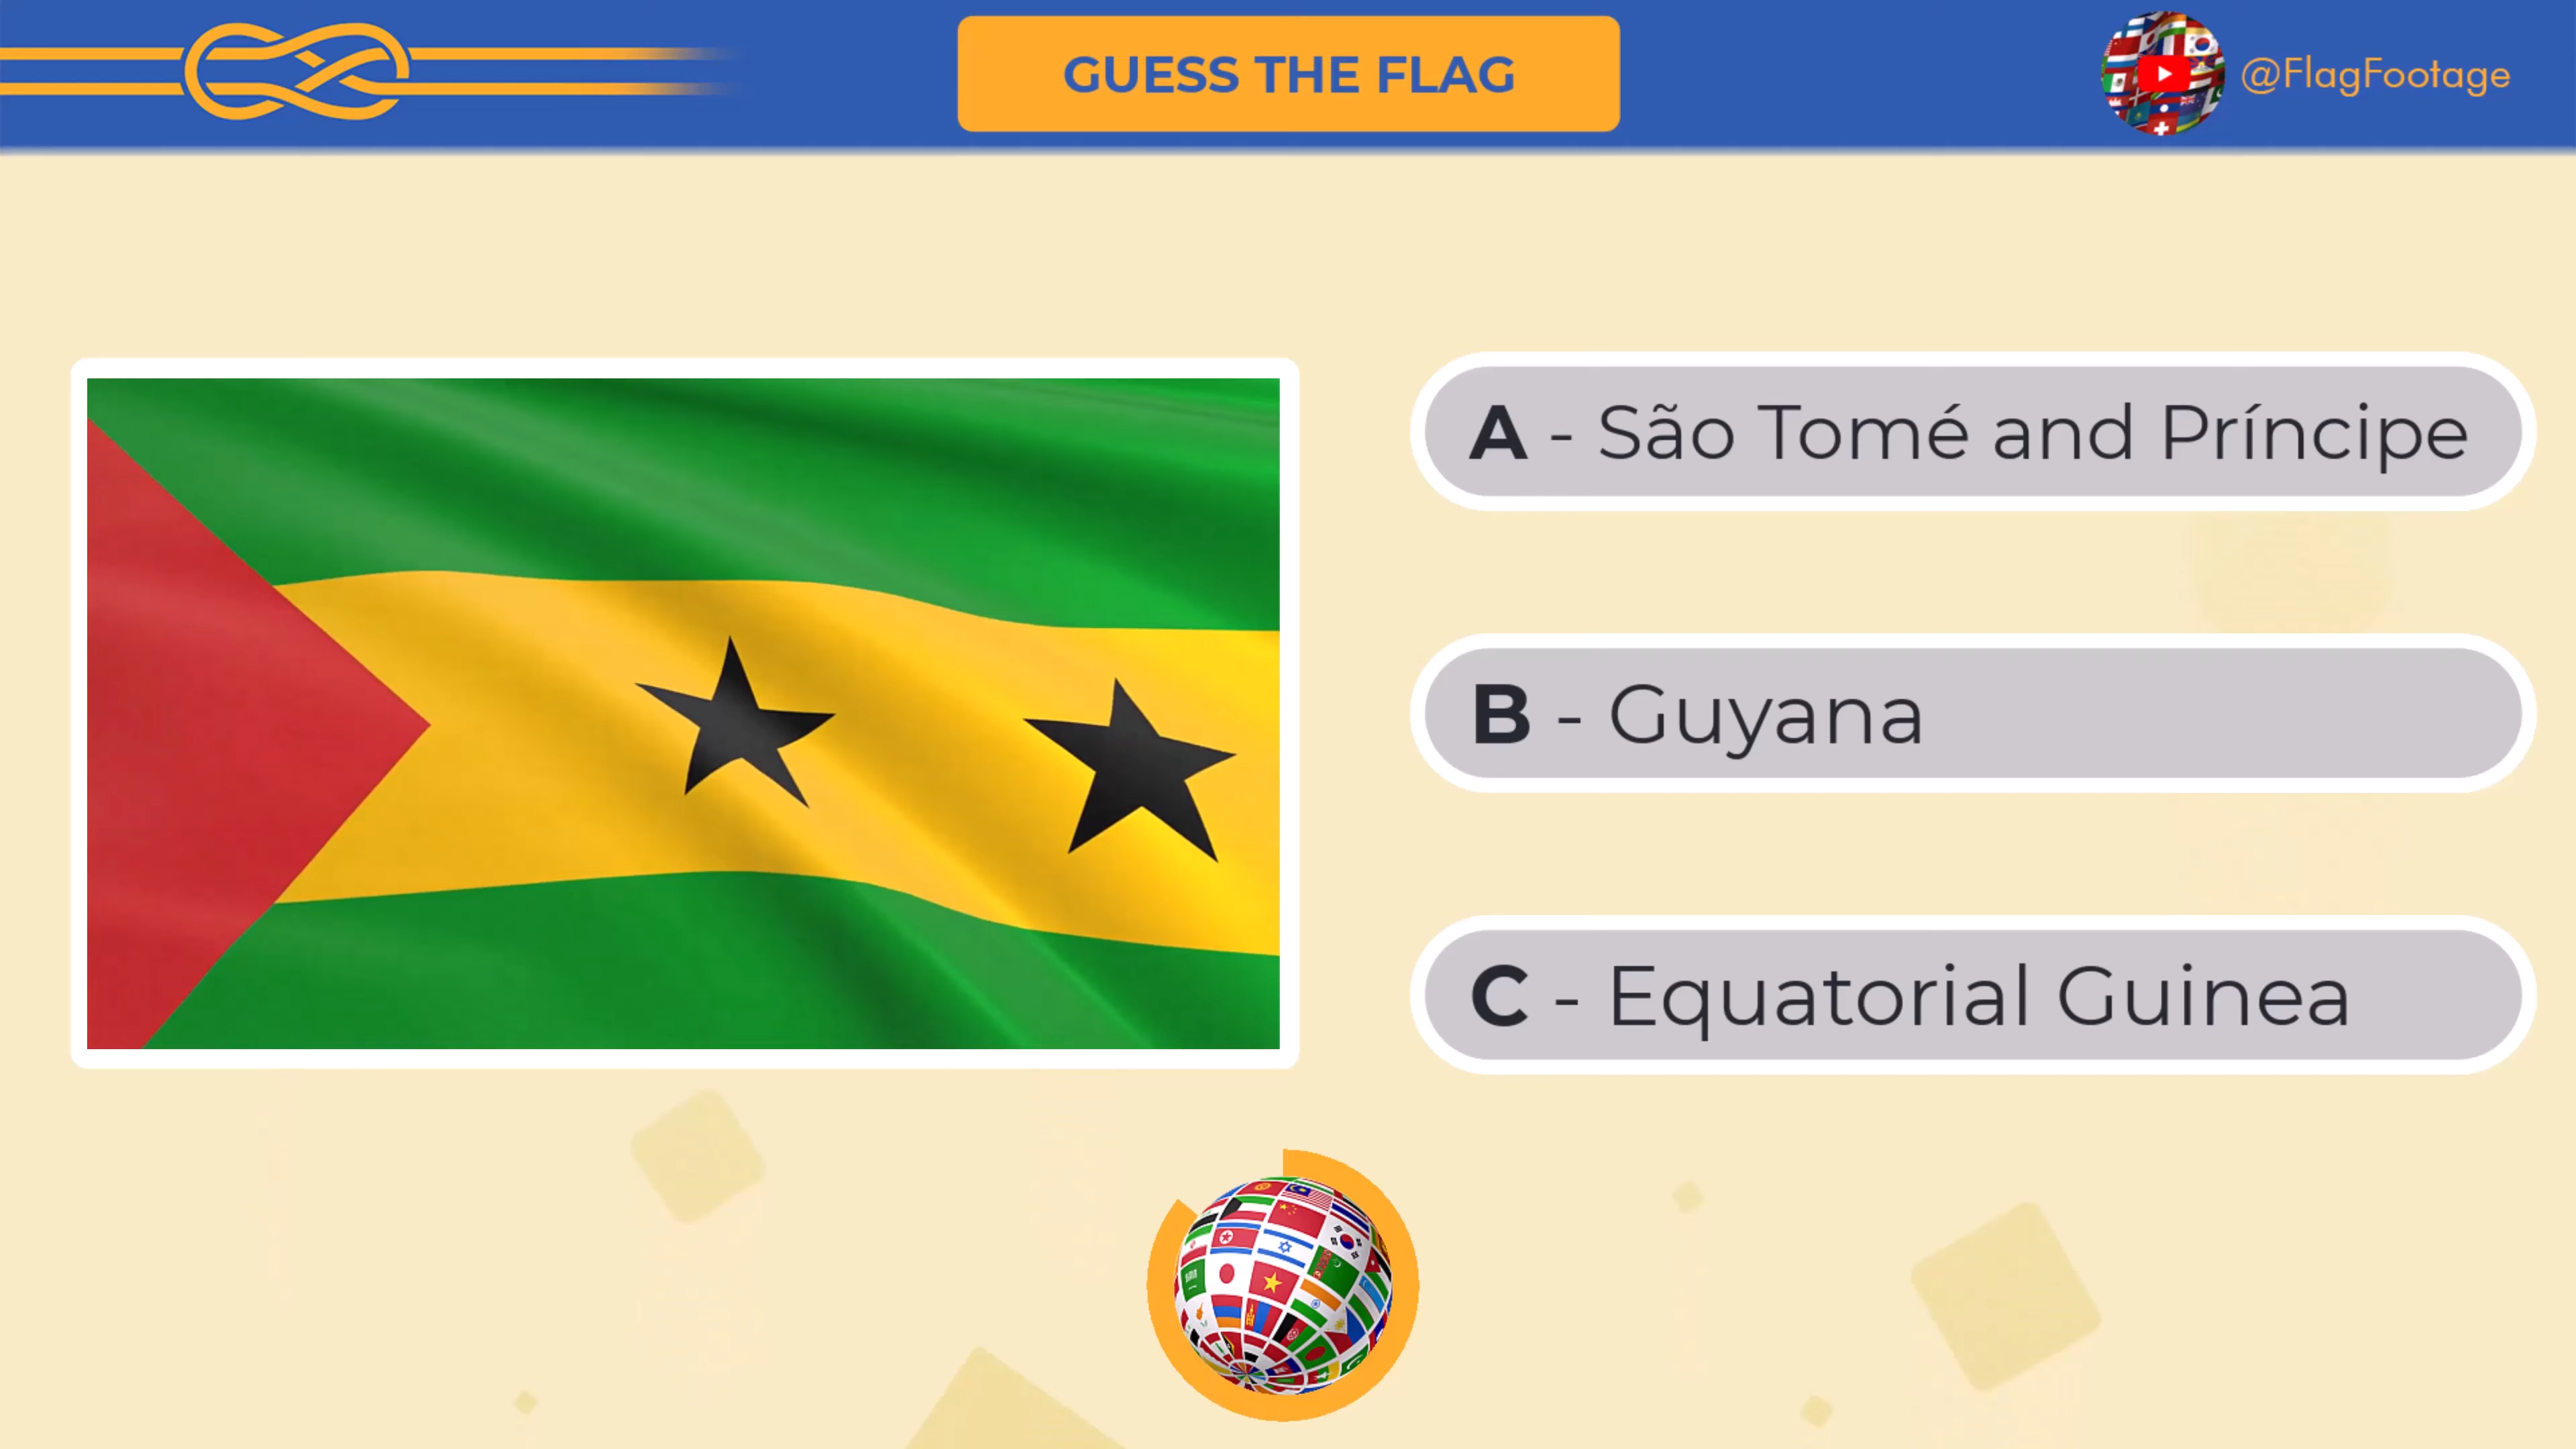 GUESS THE FLAG
@FlagFootage
A - São Tomé and Príncipe
B - Guyana
C - Equatorial Guinea